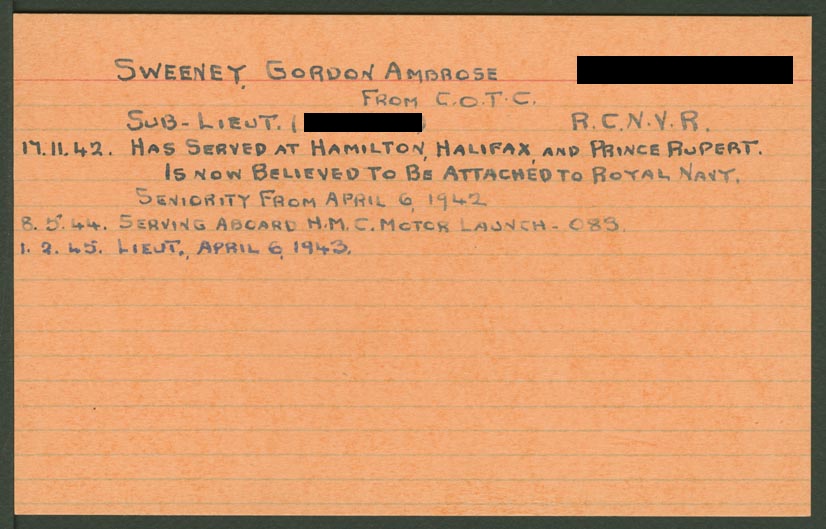 SWEENEY, GORDON AMBROSE
FROM C.O.T.C.
SUB-LIEUT. ( ) R.C.N.V.R.
17.11.42. HAS SERVED AT HAMILTON, HALIFAX, AND PRINCE RUPERT.
IS NOW BELIEVED TO BE ATTACHED TO ROYAL NAVY.
SENIORITY FROM APRIL 6, 1942
8.5.44. SERVING ABOARD H.M.C. MOTOR LAUNCH - 083.
1.2.45. LIEUT., APRIL 6, 1943.